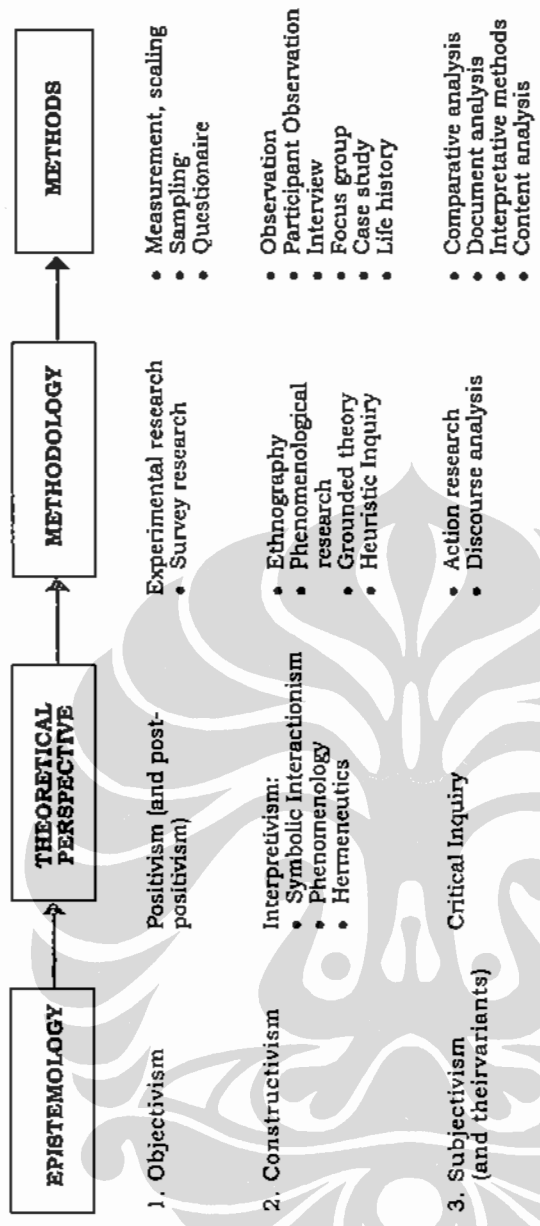 EPISTEMOLOGY
THEORETICAL
PERSPECTIVE
METHODOLOGY
METHODS
1. Objectivism
Positivism (and post-
positivism)
Experimental research
• Survey research
• Measurement, scaling
• Sampling
• Questionaire
2. Constructivism
Interpretivism:
• Symbolic Interactionism
• Phenomenology
• Hermeneutics
• Ethnography
• Phenomenological
research
• Grounded theory
• Heuristic Inquiry
• Observation
• Participant Observation
• Interview
• Focus group
• Case study
• Life history
3. Subjectivism
(and theirvariants)
Critical Inquiry
• Action research
• Discourse analysis
• Comparative analysis
• Document analysis
• Interpretative methods
• Content analysis